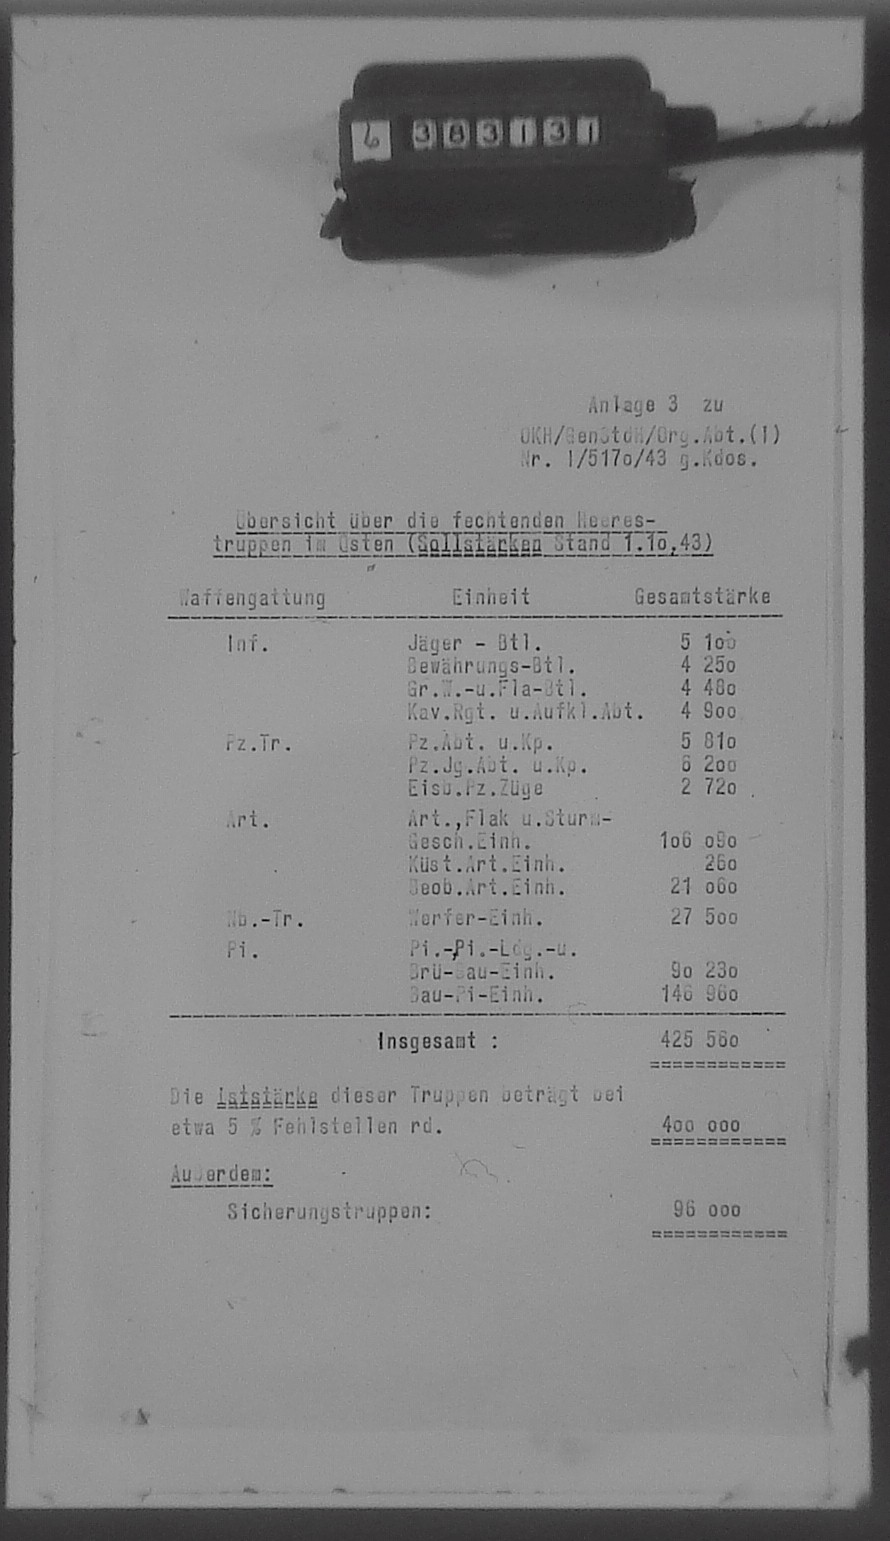 6 383131
Anlage 3 zu
OKH/GenStdH/Org.Abt.(I)
Nr. I/517o/43 g.Kdos.
Übersicht über die fechtenden Heeres-
truppen im Osten (Sollstärken Stand 1.1o.43)
Waffengattung Einheit Gesamtstärke
Inf. Jäger - Btl. 5 1oo
Bewährungs-Btl. 4 25o
Gr.W.-u.Fla-Btl. 4 48o
Kav.Rgt. u.Aufkl.Abt. 4 9oo
Pz.Tr. Pz.Abt. u.Kp. 5 81o
Pz.Jg.Abt. u.Kp. 6 2oo
Eisb.Pz.Züge 2 72o
Art. Art.,Flak u.Sturm-
Gesch.Einh. 1o6 o9o
Küst.Art.Einh. 26o
Beob.Art.Einh. 21 o6o
Nb.-Tr. Werfer-Einh. 27 5oo
Pi. Pi.-,Pi.-Ldg.-u.
Brü-Bau-Einh. 9o 23o
Bau-Pi-Einh. 146 96o
Insgesamt : 425 56o
Die Iststärke dieser Truppen beträgt bei
etwa 5 % Fehlstellen rd. 4oo ooo
Außerdem:
Sicherungstruppen: 96 ooo